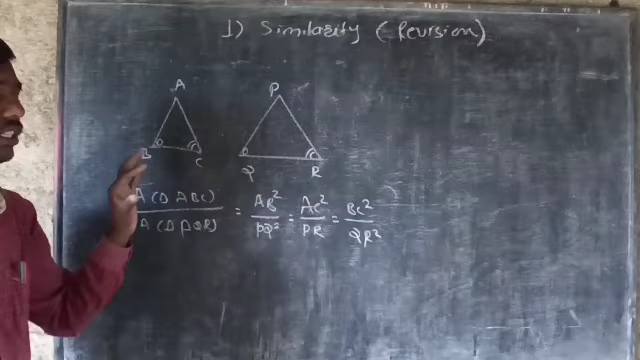 1) Similarity (Revision)
A
P
B
C
Q
R
A(Δ ABC) / A(Δ PQR) = AB² / PQ² = AC² / PR = BC² / QR²